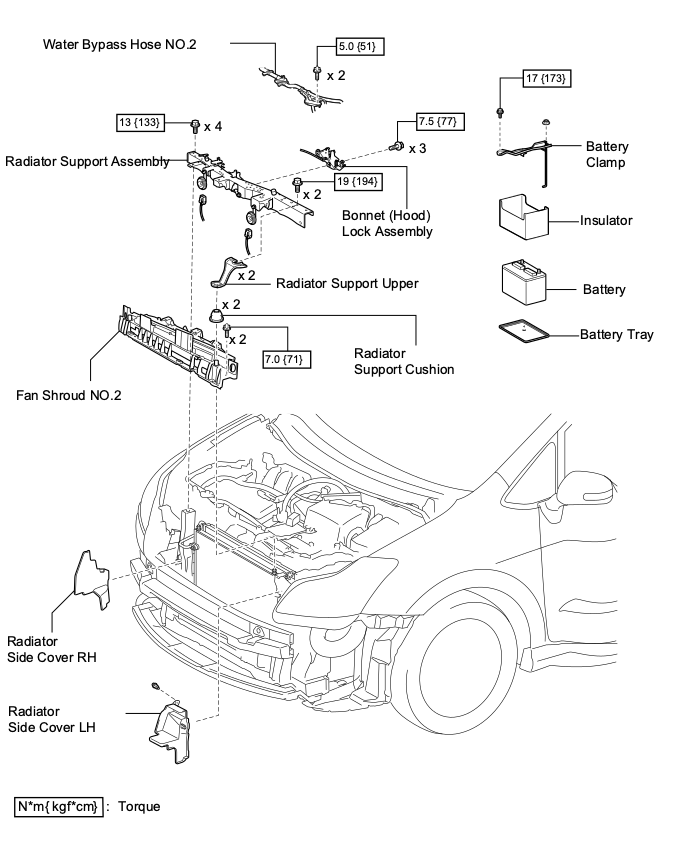 Water Bypass Hose NO.2
5.0 {51}
x 2
17 {173}
13 {133}
x 4
7.5 {77}
x 3
Radiator Support Assembly
19 {194}
x 2
Battery
Clamp
Bonnet (Hood)
Lock Assembly
Insulator
x 2
Radiator Support Upper
Battery
x 2
x 2
7.0 {71}
Battery Tray
Radiator
Support Cushion
Fan Shroud NO.2
Radiator
Side Cover RH
Radiator
Side Cover LH
N*m{ kgf*cm} : Torque